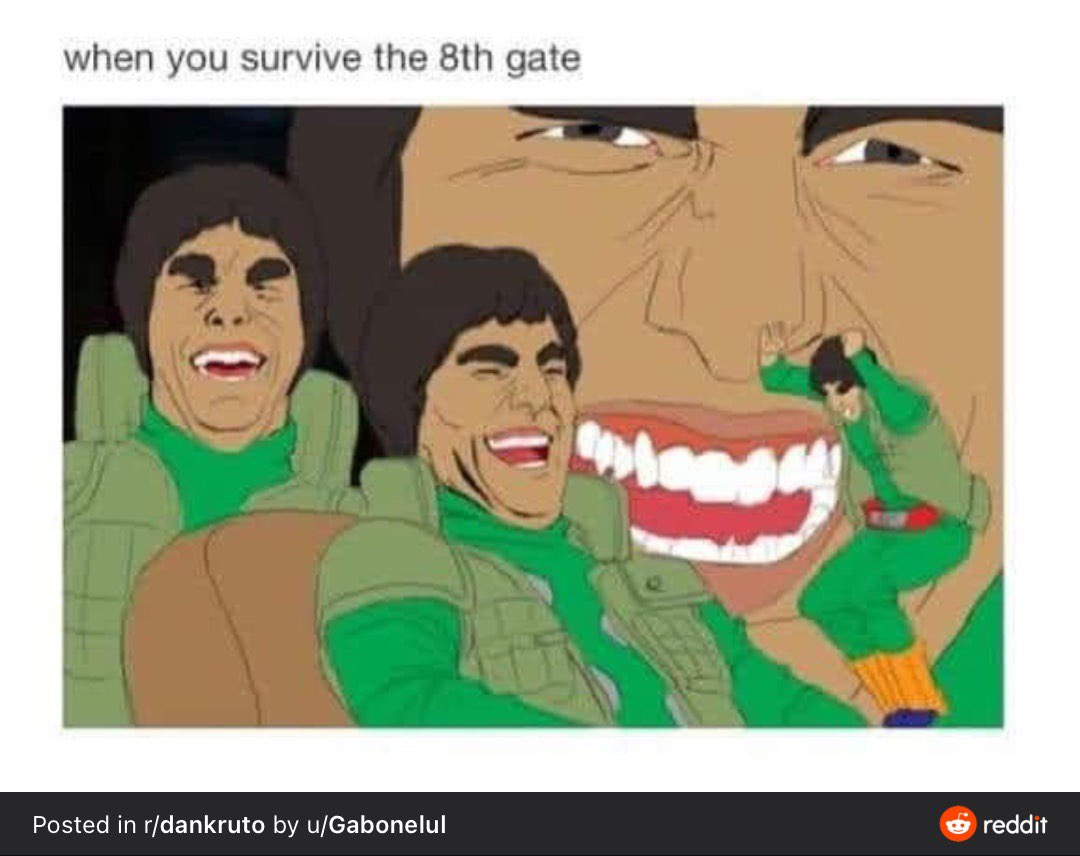 when you survive the 8th gate
Posted in r/dankruto by u/Gabonelul
reddit